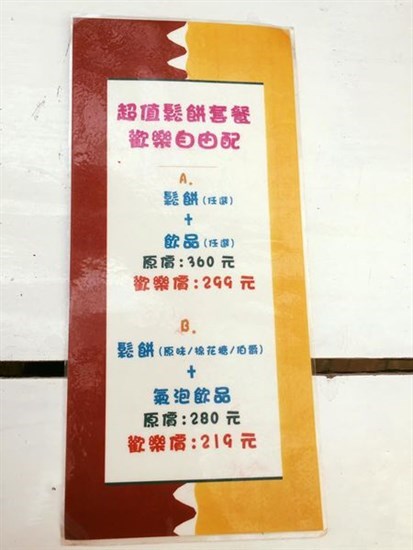 超值鬆餅套餐
歡樂自由配
A.
鬆餅(任選)
+
飲品(任選)
原價:360 元
歡樂價:299 元
B.
鬆餅(原味/棉花糖/伯爵)
+
氣泡飲品
原價:280 元
歡樂價:219 元